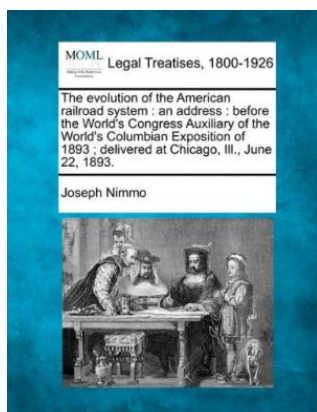 MOML
Legal Treatises, 1800-1926
The evolution of the American
railroad system : an address : before
the World's Congress Auxiliary of the
World's Columbian Exposition of
1893 ; delivered at Chicago, Ill., June
22, 1893.
Joseph Nimmo